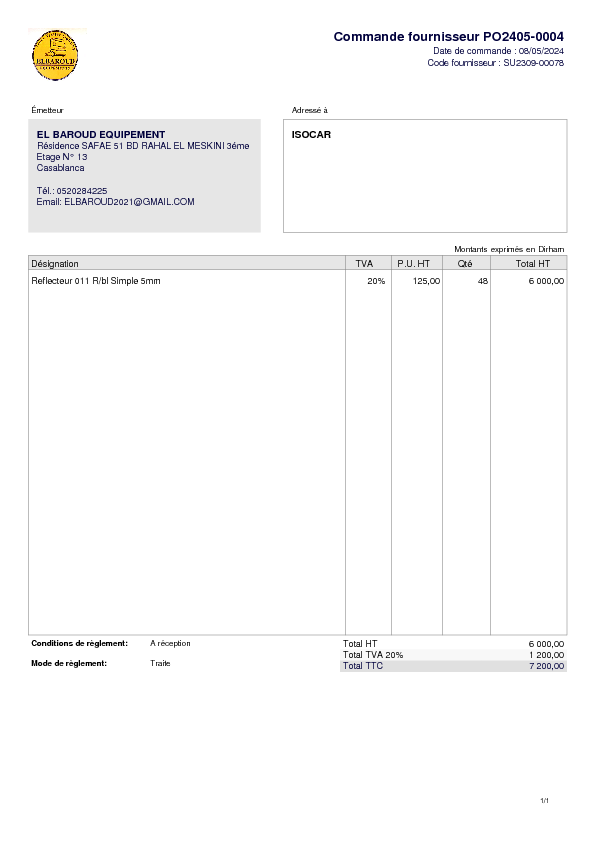 ELBAROUD
EQUIPEMENT
Commande fournisseur PO2405-0004
Date de commande : 08/05/2024
Code fournisseur : SU2309-00078
Émetteur
Adressé à
EL BAROUD EQUIPEMENT
Résidence SAFAE 51 BD RAHAL EL MESKINI 3éme
Etage N° 13
Casablanca
Tél.: 0520284225
Email: ELBAROUD2021@GMAIL.COM
ISOCAR
Montants exprimés en Dirham
Désignation TVA P.U. HT Qté Total HT
Reflecteur 011 R/bl Simple 5mm 20% 125,00 48 6 000,00
Conditions de règlement: A réception
Mode de règlement: Traite
Total HT 6 000,00
Total TVA 20% 1 200,00
Total TTC 7 200,00
1/1